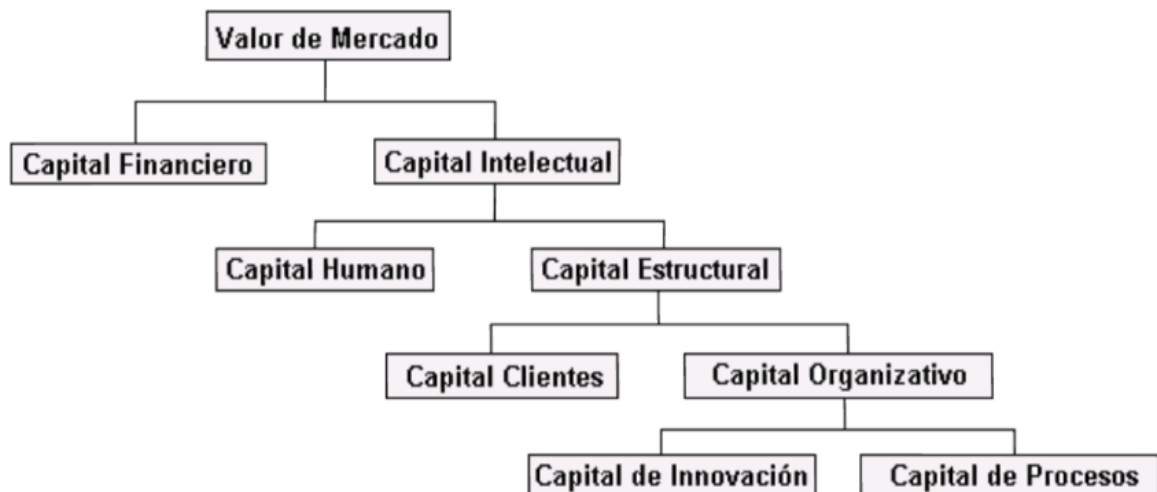 Valor de Mercado
Capital Financiero
Capital Intelectual
Capital Humano
Capital Estructural
Capital Clientes
Capital Organizativo
Capital de Innovación
Capital de Procesos